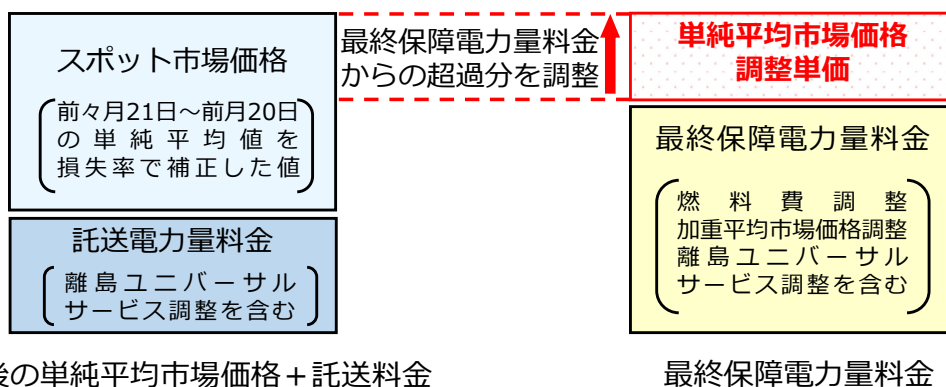 スポット市場価格
前々月21日～前月20日
の単純平均値を
損失率で補正した値
託送電力量料金
離島ユニバーサル
サービス調整を含む
後の単純平均市場価格＋託送料金
最終保障電力量料金
からの超過分を調整
単純平均市場価格
調整単価
最終保障電力量料金
燃料費調整
加重平均市場価格調整
離島ユニバーサル
サービス調整を含む
最終保障電力量料金